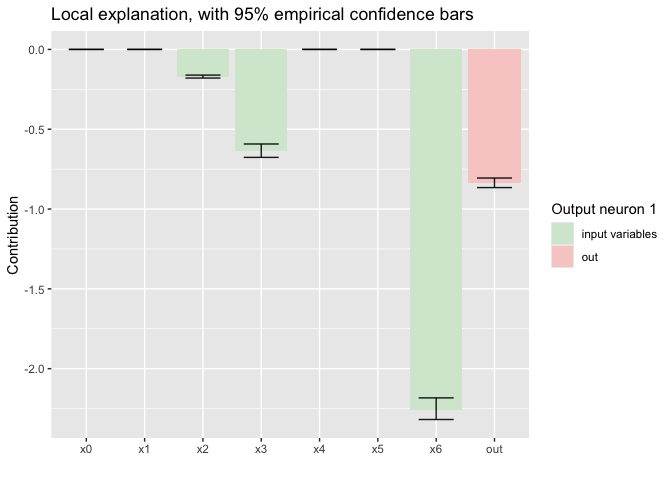 Local explanation, with 95% empirical confidence bars
Contribution
0.0
-0.5
-1.0
-1.5
-2.0
x0 x1 x2 x3 x4 x5 x6 out
Output neuron 1
input variables
out